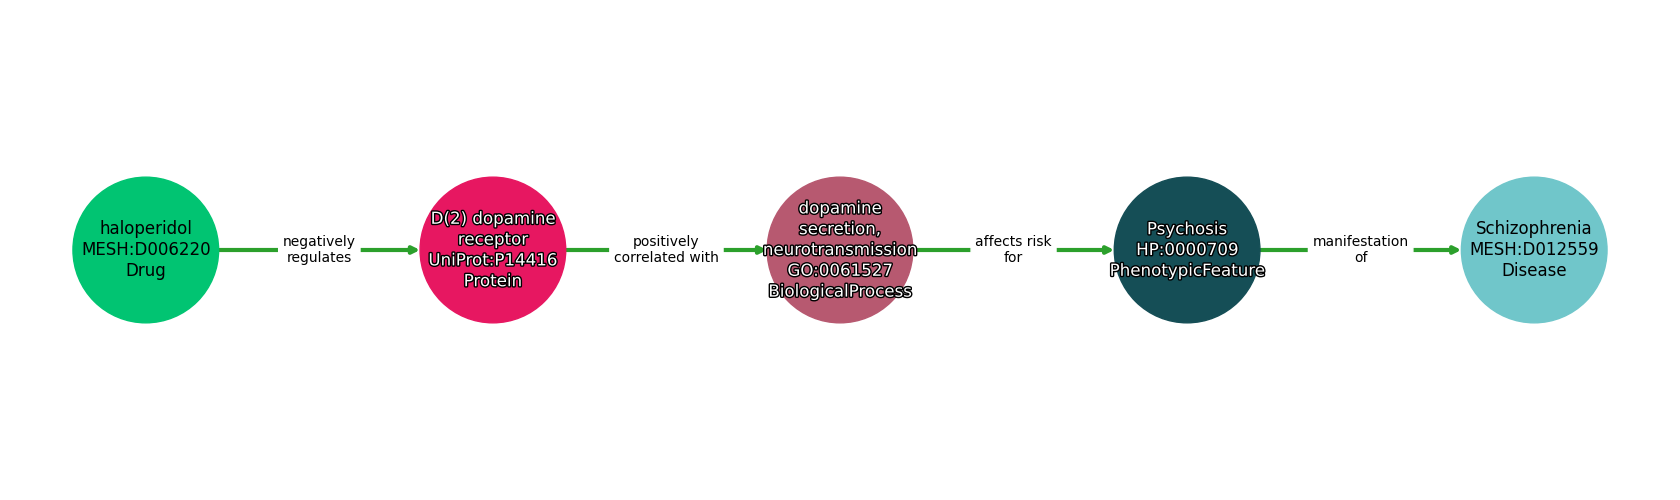 haloperidol
MESH:D006220
Drug
negatively
regulates
D(2) dopamine
receptor
UniProt:P14416
Protein
positively
correlated with
dopamine
secretion,
neurotransmission
GO:0061527
BiologicalProcess
affects risk
for
Psychosis
HP:0000709
PhenotypicFeature
manifestation
of
Schizophrenia
MESH:D012559
Disease